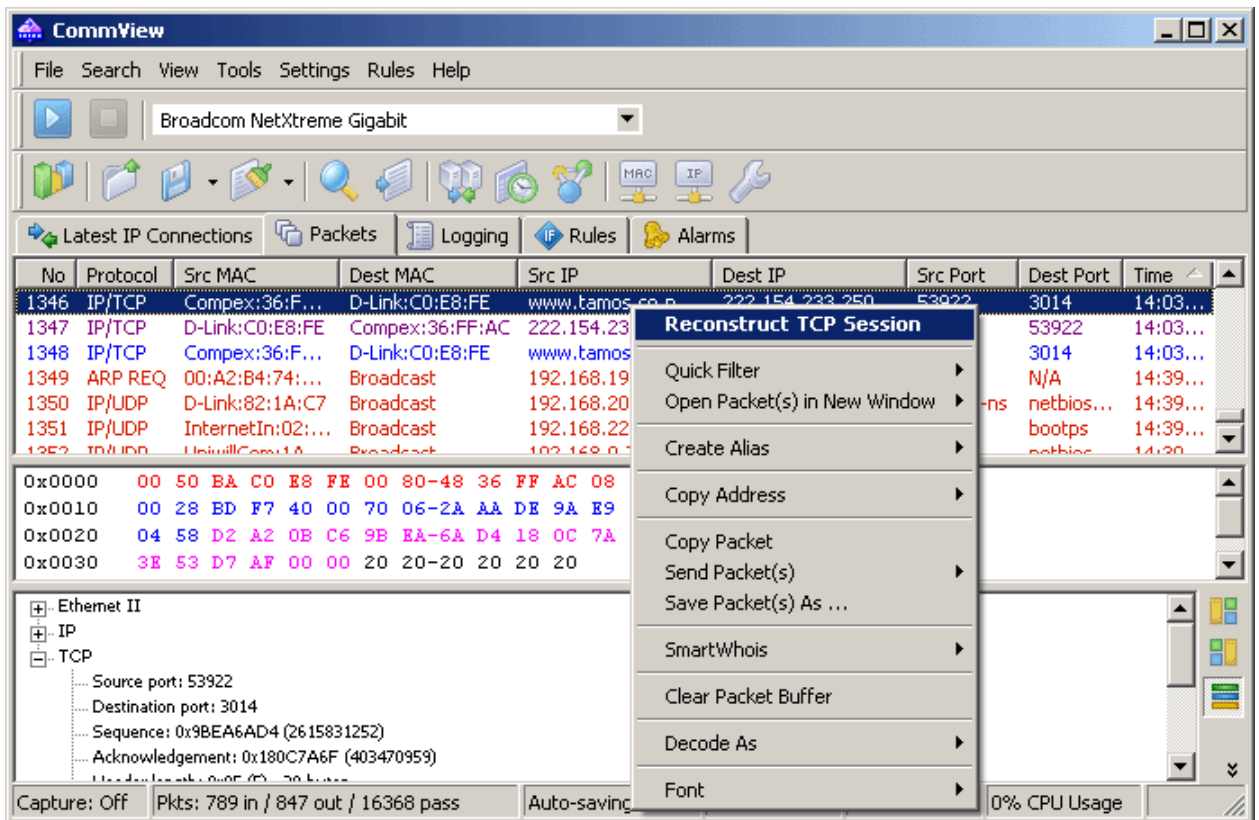 CommView
File Search View Tools Settings Rules Help
Broadcom NetXtreme Gigabit
MAC IP
Latest IP Connections Packets Logging IF Rules Alarms
No Protocol Src MAC Dest MAC Src IP Dest IP Src Port Dest Port Time
1346 IP/TCP Compex:36:F... D-Link:C0:E8:FE www.tamos.co.n 222.154.233.250 53922 3014 14:03...
1347 IP/TCP D-Link:C0:E8:FE Compex:36:FF:AC 222.154.23 53922 14:03...
1348 IP/TCP Compex:36:F... D-Link:C0:E8:FE www.tamos 3014 14:03...
1349 ARP REQ 00:A2:B4:74:... Broadcast 192.168.19 N/A 14:39...
1350 IP/UDP D-Link:82:1A:C7 Broadcast 192.168.20 -ns netbios... 14:39...
1351 IP/UDP InternetIn:02:... Broadcast 192.168.22 bootps 14:39...
1352 IP/UDP Broadcast netbios 14:39
0x0000 00 50 BA C0 E8 FE 00 80-48 36 FF AC 08
0x0010 00 28 BD F7 40 00 70 06-2A AA DE 9A E9
0x0020 04 58 D2 A2 0B C6 9B EA-6A D4 18 0C 7A
0x0030 3E 53 D7 AF 00 00 20 20-20 20 20 20
Ethernet II
IP
TCP
Source port: 53922
Destination port: 3014
Sequence: 0x9BEA6AD4 (2615831252)
Acknowledgement: 0x180C7A6F (403470959)
Reconstruct TCP Session
Quick Filter
Open Packet(s) in New Window
Create Alias
Copy Address
Copy Packet
Send Packet(s)
Save Packet(s) As ...
SmartWhois
Clear Packet Buffer
Decode As
Font
Capture: Off Pkts: 789 in / 847 out / 16368 pass Auto-saving 0% CPU Usage